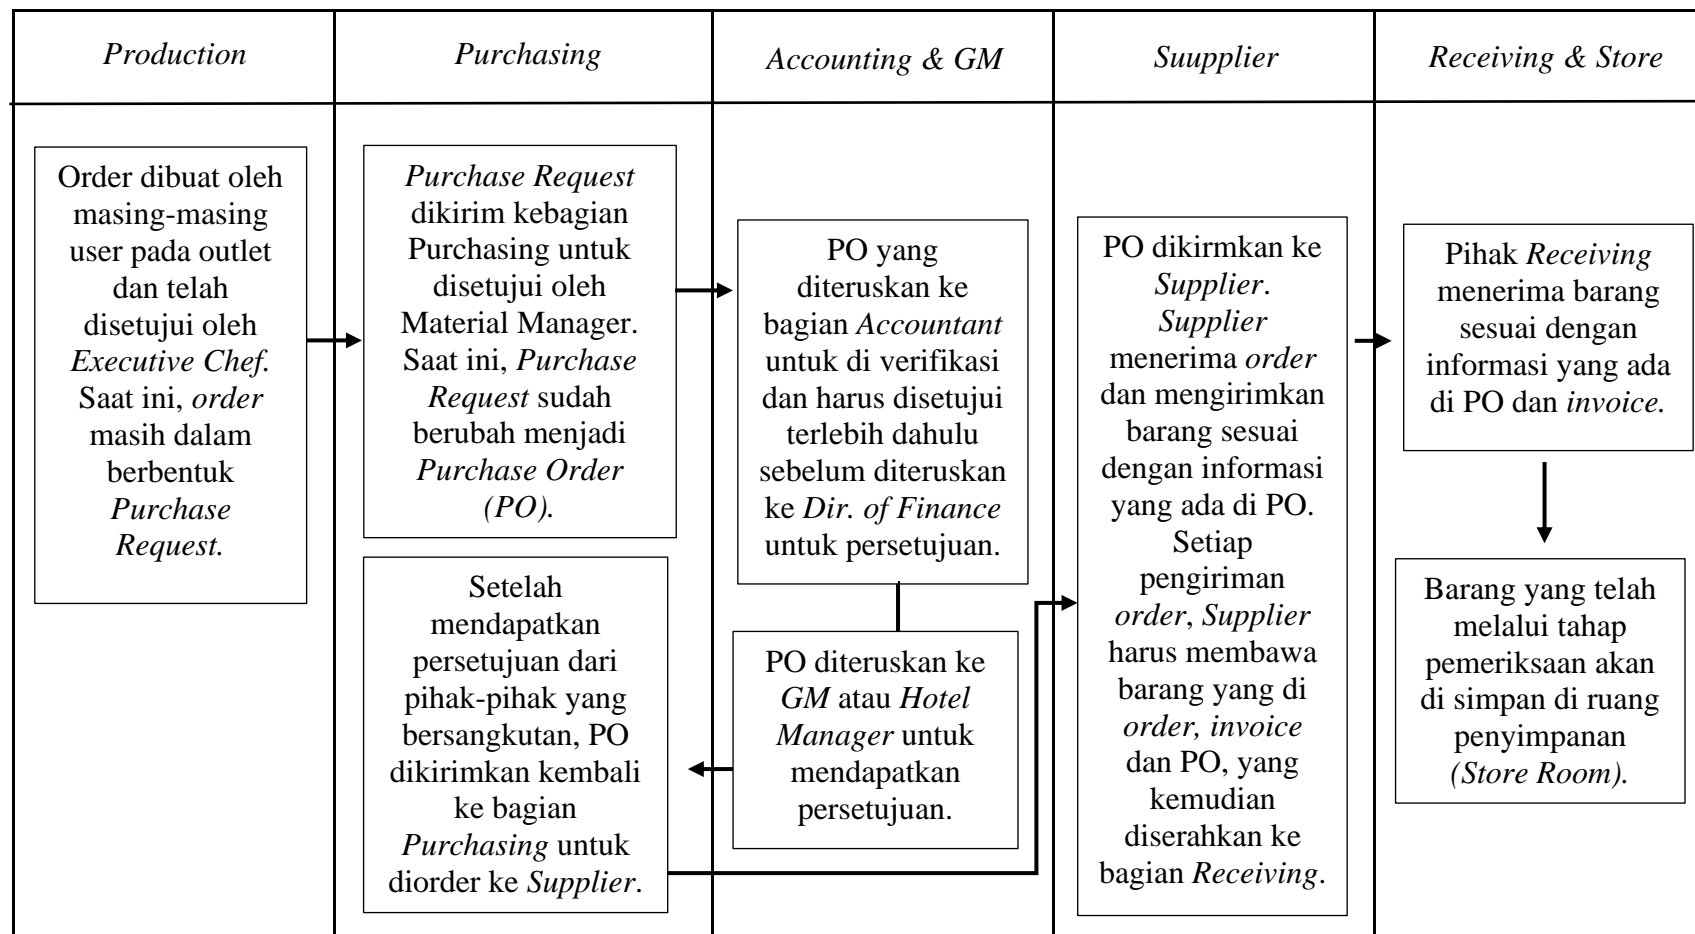 Production
Purchasing
Accounting & GM
Suupplier
Receiving & Store
Order dibuat oleh
masing-masing
user pada outlet
dan telah
disetujui oleh
Executive Chef.
Saat ini, order
masih dalam
berbentuk
Purchase
Request.
Purchase Request
dikirim kebagian
Purchasing untuk
disetujui oleh
Material Manager.
Saat ini, Purchase
Request sudah
berubah menjadi
Purchase Order
(PO).
Setelah
mendapatkan
persetujuan dari
pihak-pihak yang
bersangkutan, PO
dikirimkan kembali
ke bagian
Purchasing untuk
diorder ke Supplier.
PO yang
diteruskan ke
bagian Accountant
untuk di verifikasi
dan harus disetujui
terlebih dahulu
sebelum diteruskan
ke Dir. of Finance
untuk persetujuan.
PO diteruskan ke
GM atau Hotel
Manager untuk
mendapatkan
persetujuan.
PO dikirmkan ke
Supplier.
Supplier
menerima order
dan mengirimkan
barang sesuai
dengan informasi
yang ada di PO.
Setiap
pengiriman
order, Supplier
harus membawa
barang yang di
order, invoice
dan PO, yang
kemudian
diserahkan ke
bagian Receiving.
Pihak Receiving
menerima barang
sesuai dengan
informasi yang ada
di PO dan invoice.
Barang yang telah
melalui tahap
pemeriksaan akan
di simpan di ruang
penyimpanan
(Store Room).